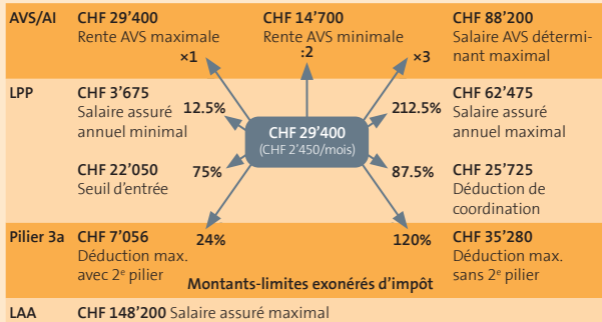 AVS/AI CHF 29'400 CHF 14'700 CHF 88'200
Rente AVS maximale Rente AVS minimale Salaire AVS détermi-
×1 :2 ×3 nant maximal
LPP CHF 3'675 CHF 62'475
Salaire assuré 12.5% 212.5% Salaire assuré
annuel minimal annuel maximal
CHF 29'400
(CHF 2'450/mois)
CHF 22'050 75% 87.5% CHF 25'725
Seuil d'entrée Déduction de
coordination
Pilier 3a CHF 7'056 24% 120% CHF 35'280
Déduction max. Déduction max.
avec 2e pilier sans 2e pilier
Montants-limites exonérés d'impôt
LAA CHF 148'200 Salaire assuré maximal